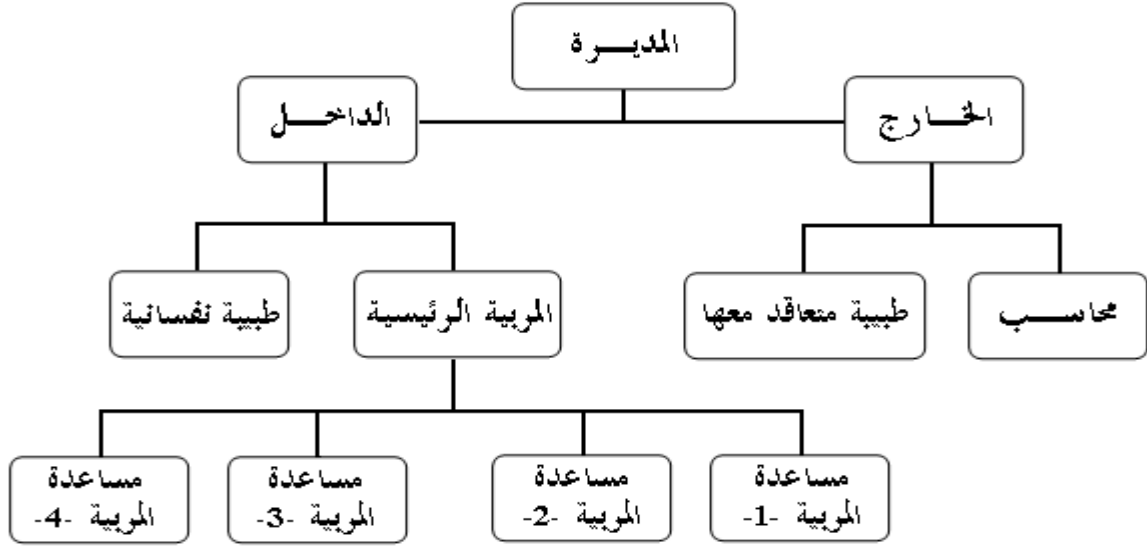 المديـــرة
الخـــارج
الداخـــل
محاســـب
طبيبة متعاقد معها
المربية الرئيسية
طبيبة نفسانية
مساعدة
المربية -1-
مساعدة
المربية -2-
مساعدة
المربية -3-
مساعدة
المربية -4-